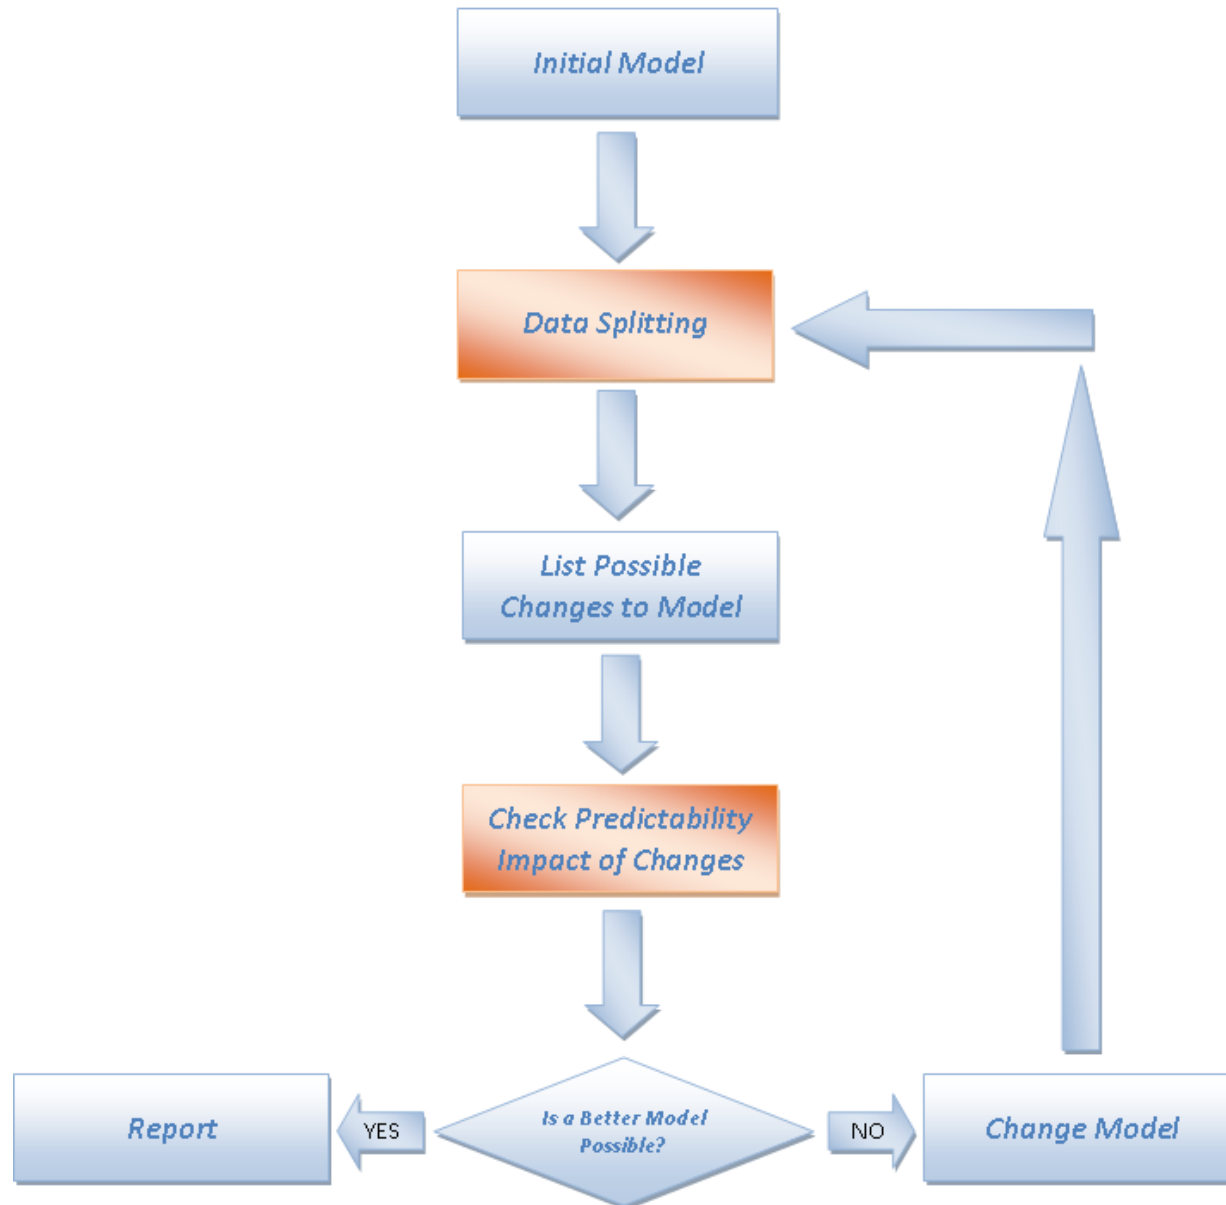 Initial Model
Data Splitting
List Possible
Changes to Model
Check Predictability
Impact of Changes
Is a Better Model
Possible?
YES
Report
NO
Change Model